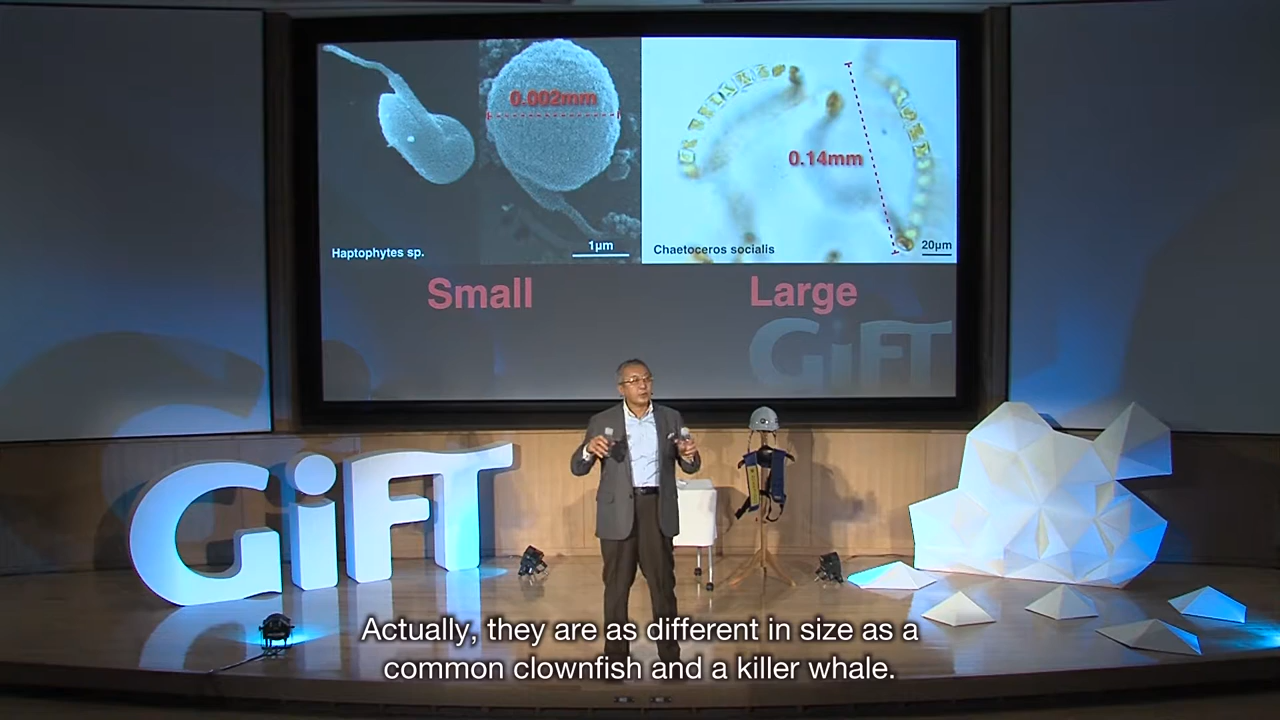 0.002mm
0.14mm
Haptophytes sp.
1μm
Chaetoceros socialis
20μm
Small
Large
GiFT
GiFT
Actually, they are as different in size as a
common clownfish and a killer whale.